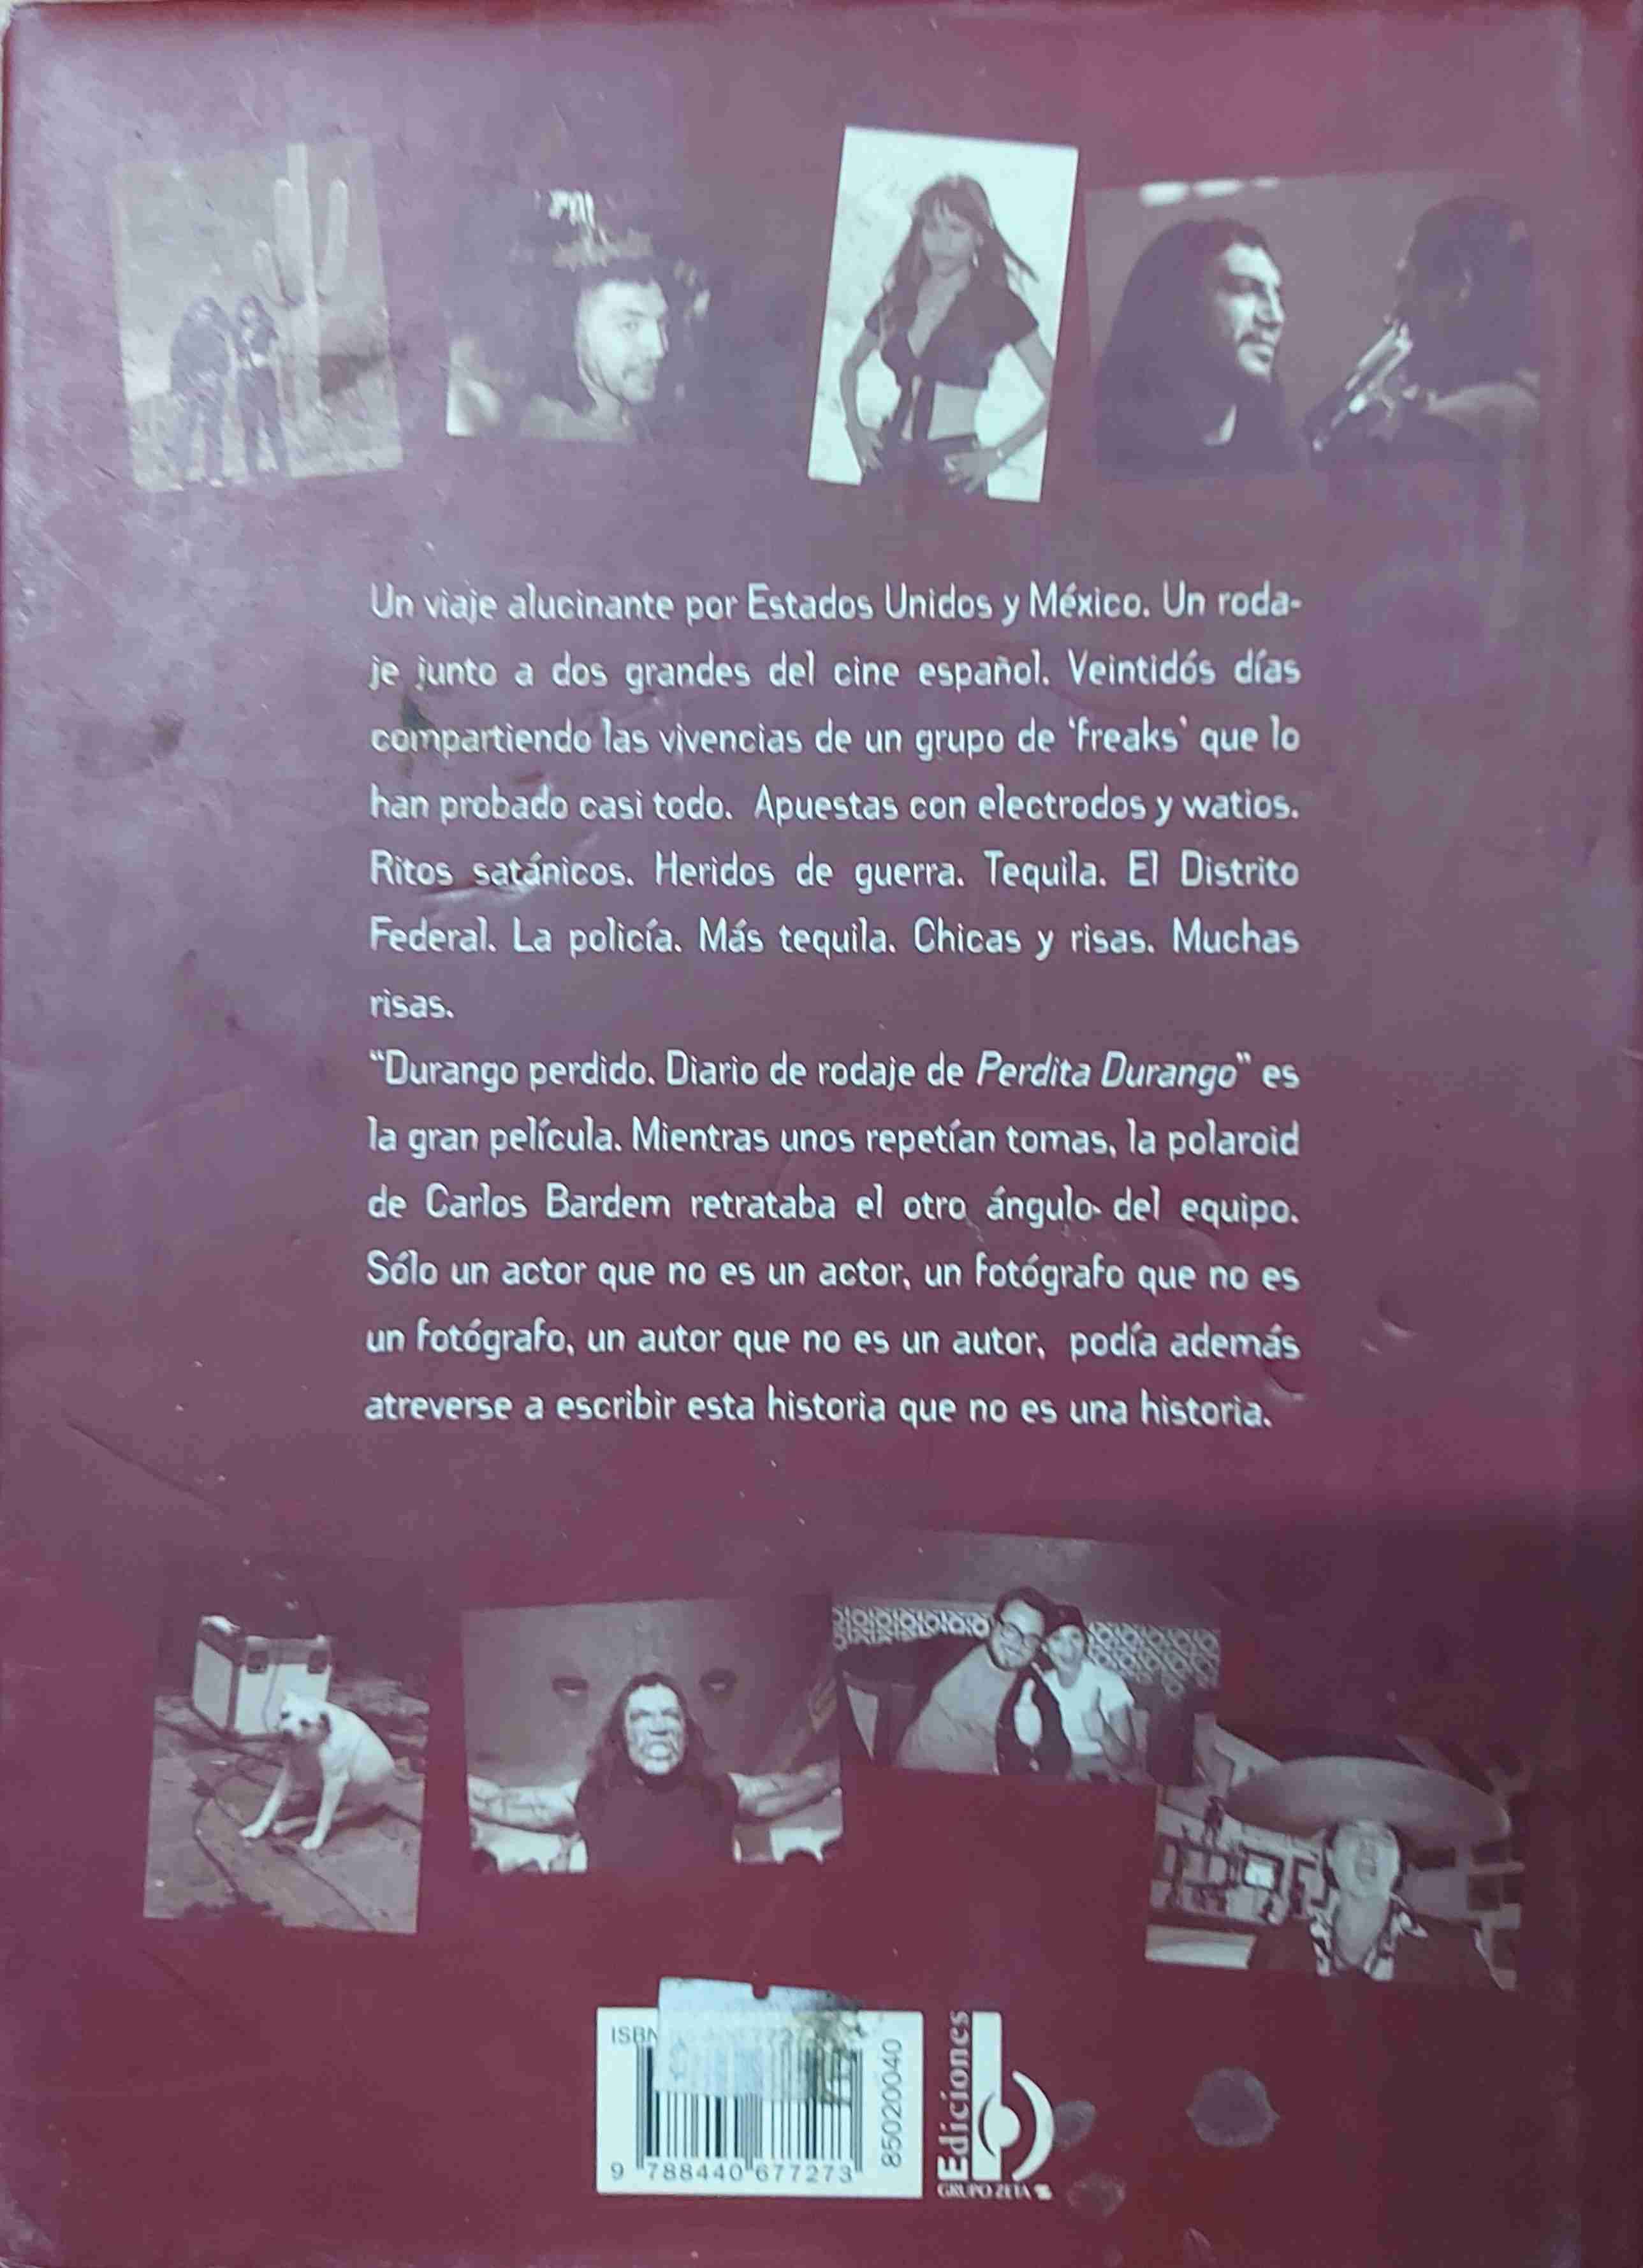 Un viaje alucinante por Estados Unidos y México. Un roda-
je junto a dos grandes del cine español. Veintidós días
compartiendo las vivencias de un grupo de ‘freaks’ que lo
han probado casi todo. Apuestas con electrodos y watios.
Ritos satánicos. Heridos de guerra. Tequila. El Distrito
Federal. La policía. Más tequila. Chicas y risas. Muchas
risas.
“Durango perdido. Diario de rodaje de Perdita Durango” es
la gran película. Mientras unos repetían tomas, la polaroid
de Carlos Bardem retrataba el otro ángulo del equipo.
Sólo un actor que no es un actor, un fotógrafo que no es
un fotógrafo, un autor que no es un autor, podía además
atreverse a escribir esta historia que no es una historia.
ISBN
9 788440 677273
85020040
Ediciones
GRUPO ZETA